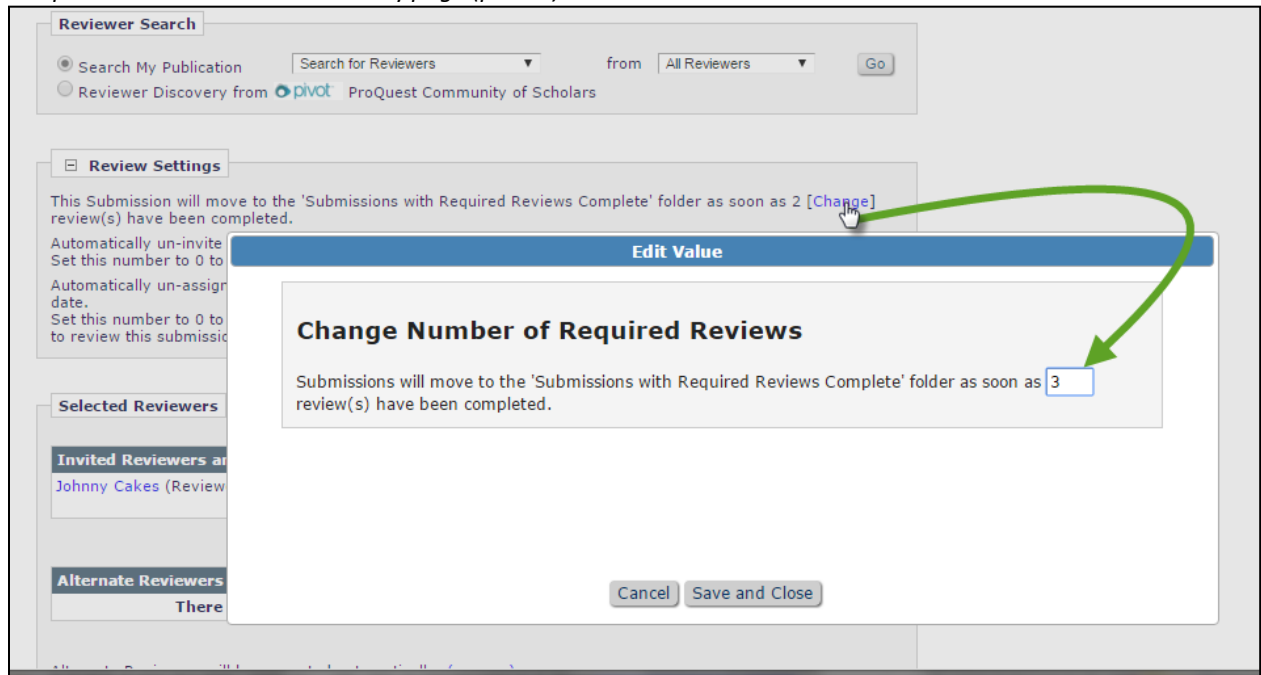 Reviewer Search
Search My Publication Search for Reviewers from All Reviewers Go
Reviewer Discovery from pivot ProQuest Community of Scholars
Review Settings
This Submission will move to the 'Submissions with Required Reviews Complete' folder as soon as 2 [Change]
review(s) have been completed.
Automatically un-invite
Set this number to 0 to
Automatically un-assign
date.
Set this number to 0 to
to review this submissio
Edit Value
Change Number of Required Reviews
Submissions will move to the 'Submissions with Required Reviews Complete' folder as soon as 3
review(s) have been completed.
Selected Reviewers
Invited Reviewers an
Johnny Cakes (Review
Alternate Reviewers
There
Cancel Save and Close